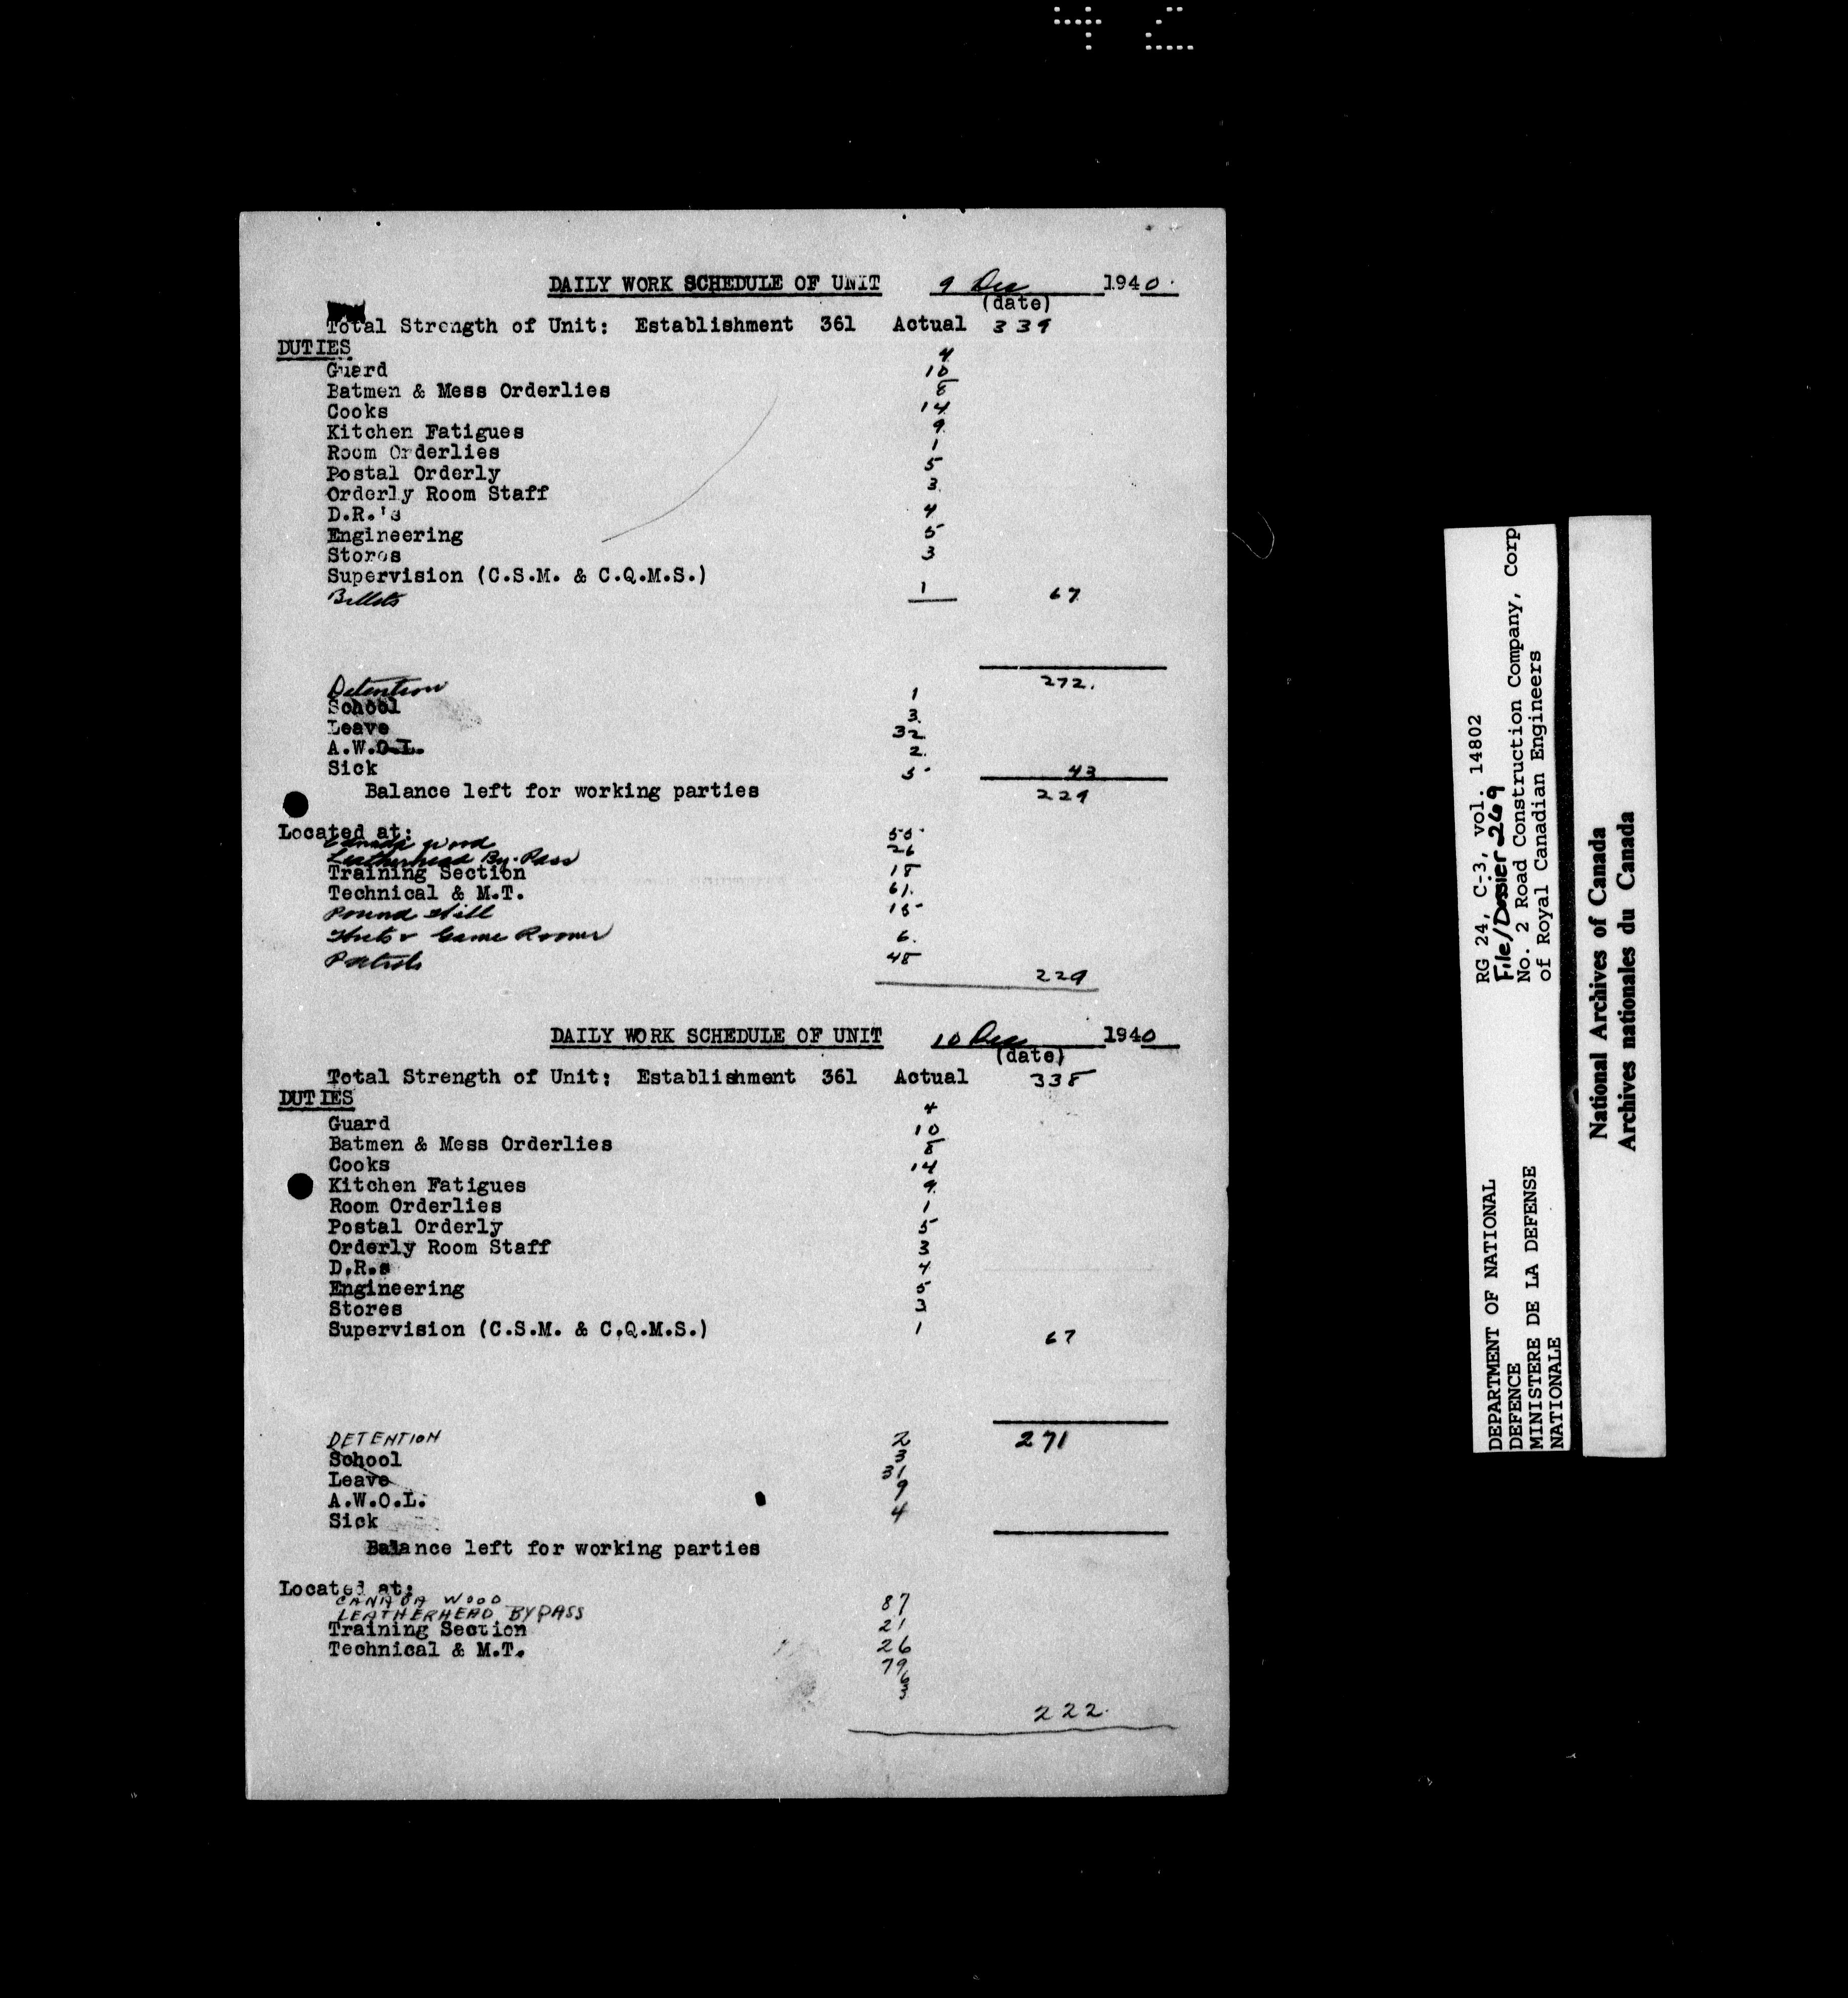 DAILY WORK SCHEDULE OF UNIT 9 Dec 1940.
(date)
Total Strength of Unit: Establishment 361 Actual 339
DUTIES 4
Guard 10
Batmen & Mess Orderlies 8
Cooks 14
Kitchen Fatigues 9
Room Orderlies 1
Postal Orderly 5
Orderly Room Staff 3
D.R.'s 4
Engineering 5
Stores 3
Supervision (C.S.M. & C.Q.M.S.) 1
Billets 67
272.
Detention 1
School 3
Leave 32
A.W.O.L. 2
Sick 5 43
Balance left for working parties 229
Located at:
Canada Wood 55
Leatherhead By-Pass 26
Training Section 18
Technical & M.T. 61.
Pound Hill 15
Huts & Game Rooms 6.
48
229
DAILY WORK SCHEDULE OF UNIT 10 Dec 1940
(date)
Total Strength of Unit: Establishment 361 Actual 338
DUTIES 4
Guard 10
Batmen & Mess Orderlies 8
Cooks 14
Kitchen Fatigues 9
Room Orderlies 1
Postal Orderly 5
Orderly Room Staff 3
D.R.s 4
Engineering 5
Stores 3
Supervision (C.S.M. & C.Q.M.S.) 1 67
DETENTION 2 271
School 3
Leave 31
A.W.O.L. 9
Sick 4
Balance left for working parties
Located at:
CANADA WOOD 87
LEATHERHEAD BYPASS 21
Training Section 26
Technical & M.T. 79
6
3
222.
DEPARTMENT OF NATIONAL
DEFENCE
MINISTERE DE LA DEFENSE
NATIONALE
RG 24, C-3, vol. 14802
File/Dossier 269
No. 2 Road Construction Company, Corp
of Royal Canadian Engineers
National Archives of Canada
Archives nationales du Canada